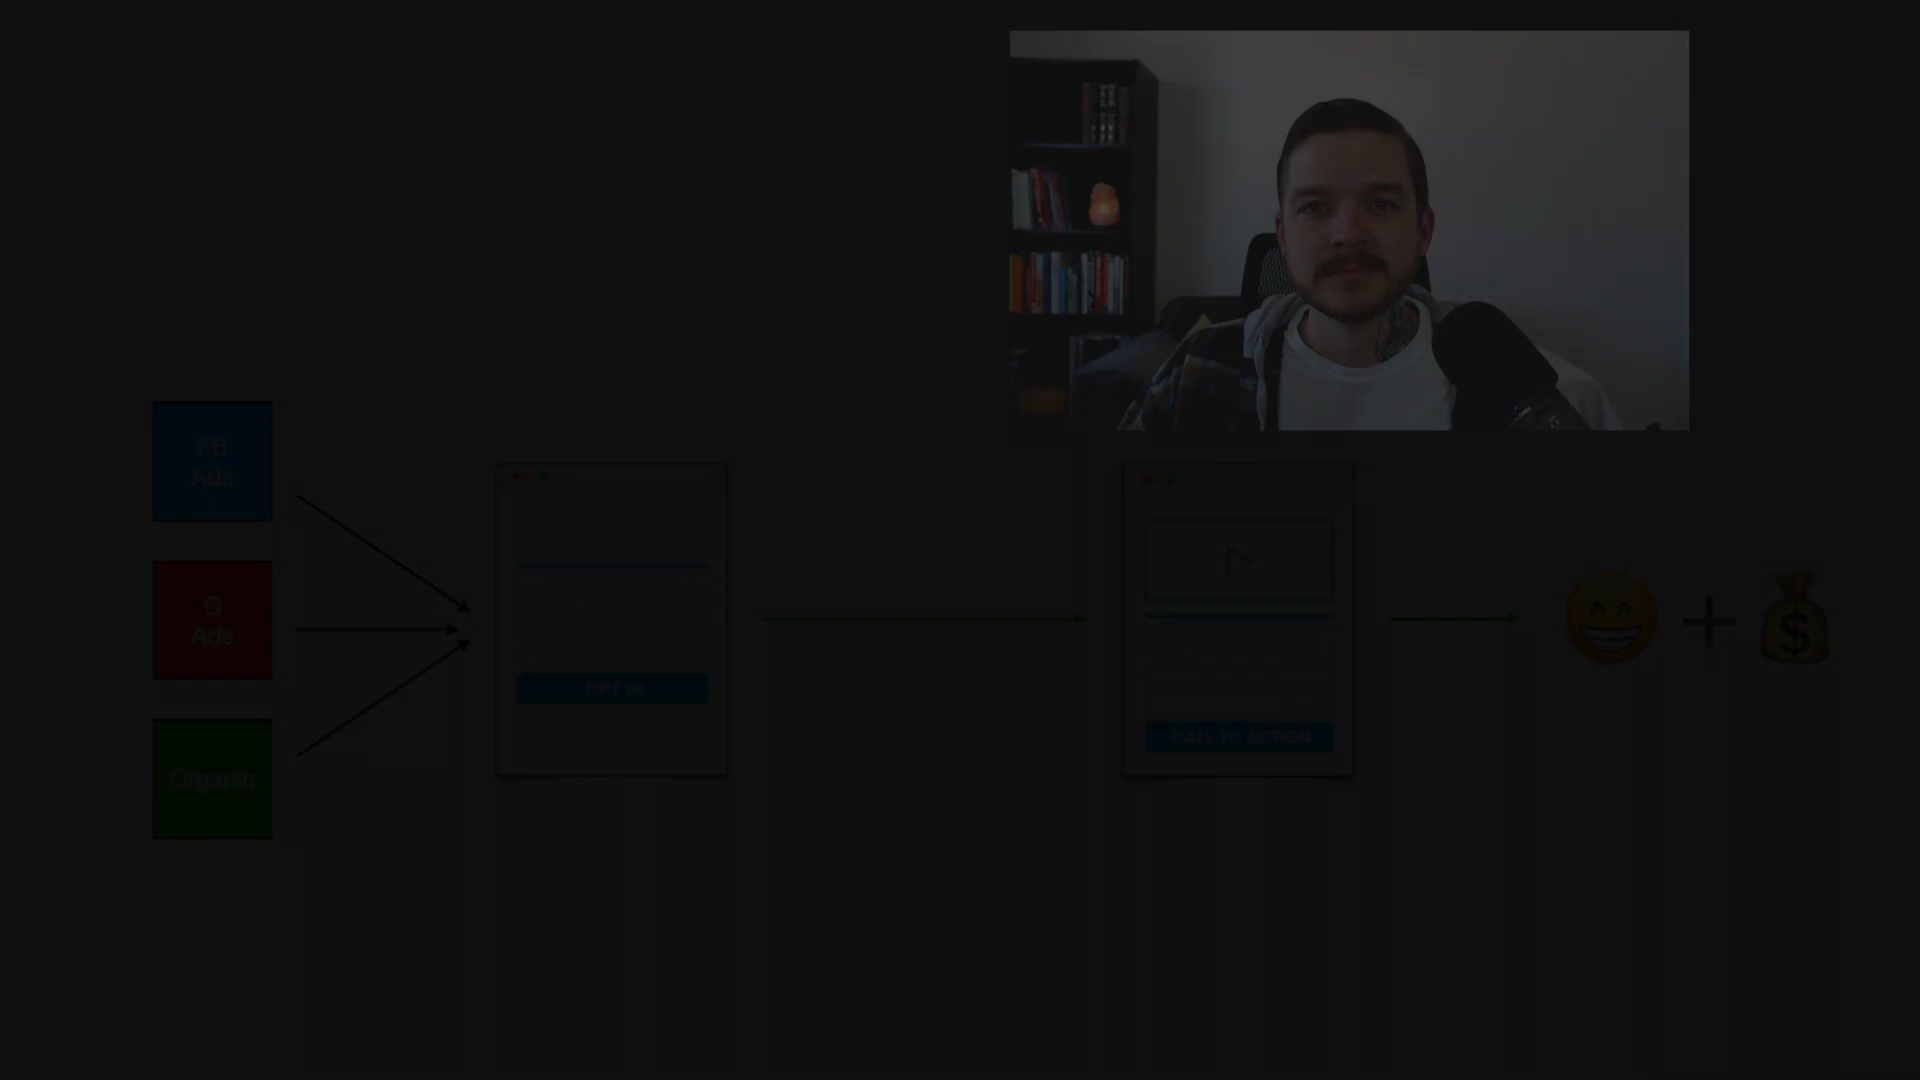 FB
Ads
G
Ads
Organic
OPT IN
CALL TO ACTION
$